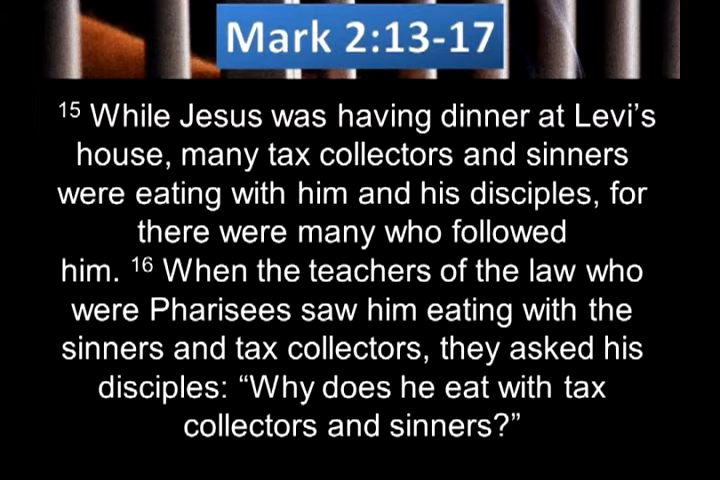 Mark 2:13-17
15 While Jesus was having dinner at Levi’s
house, many tax collectors and sinners
were eating with him and his disciples, for
there were many who followed
him. 16 When the teachers of the law who
were Pharisees saw him eating with the
sinners and tax collectors, they asked his
disciples: “Why does he eat with tax
collectors and sinners?”